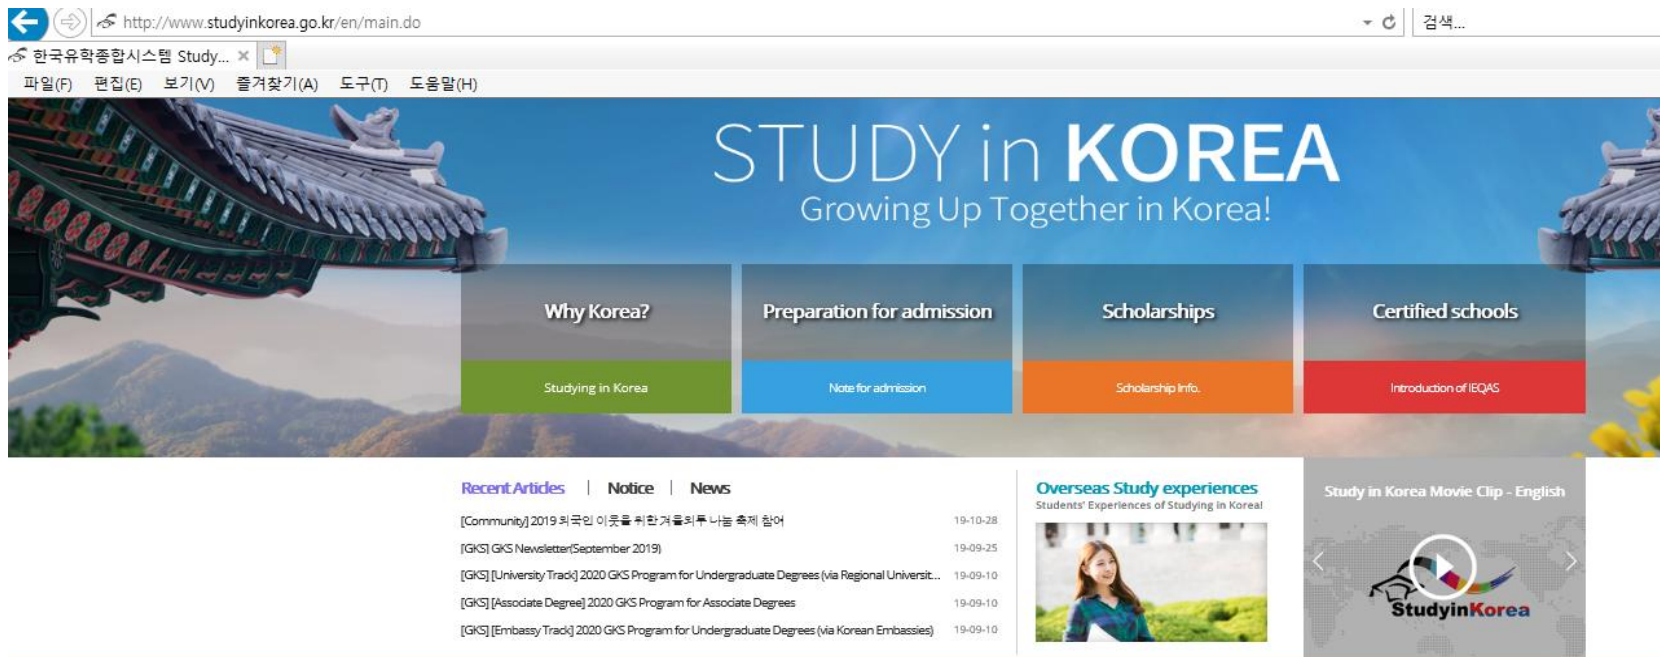 http://www.studyinkorea.go.kr/en/main.do
검색...
한국유학종합시스템 Study...
파일(F) 편집(E) 보기(V) 즐겨찾기(A) 도구(T) 도움말(H)
STUDY in KOREA
Growing Up Together in Korea!
Why Korea?
Studying in Korea
Preparation for admission
Note for admission
Scholarships
Scholarship Info.
Certified schools
Introduction of IEQAS
Recent Articles | Notice | News
[Community] 2019 외국인 이웃을 위한 겨울외투 나눔 축제 참여 19-10-28
[GKS] GKS Newsletter(September 2019) 19-09-25
[GKS] [University Track] 2020 GKS Program for Undergraduate Degrees (via Regional Universit... 19-09-10
[GKS] [Associate Degree] 2020 GKS Program for Associate Degrees 19-09-10
[GKS] [Embassy Track] 2020 GKS Program for Undergraduate Degrees (via Korean Embassies) 19-09-10
Overseas Study experiences
Students' Experiences of Studying in Korea!
Study in Korea Movie Clip - English
StudyinKorea